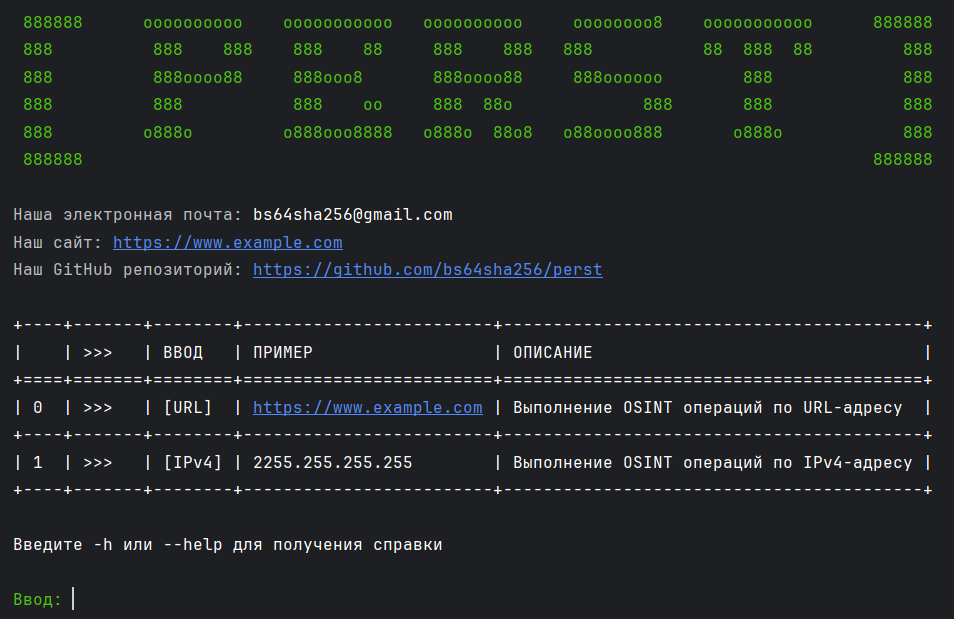 888888      oooooooooo    ooooooooooo   oooooooooo     oooooooo8    ooooooooooo      888888
888          888    888    888    88     888    888   888           88  888  88         888
888          888oooo88     888ooo8       888oooo88     888oooooo        888             888
888          888           888    oo     888  88o             888       888             888
888         o888o         o888ooo8888   o888o  88o8   o88oooo888       o888o            888
888888                                                                               888888
Наша электронная почта: bs64sha256@gmail.com
Наш сайт: https://www.example.com
Наш GitHub репозиторий: https://github.com/bs64sha256/perst
+----+-------+--------+-------------------------+------------------------------------------+
|    | >>>   | ВВОД   | ПРИМЕР                  | ОПИСАНИЕ                                 |
+====+=======+========+=========================+==========================================+
| 0  | >>>   | [URL]  | https://www.example.com | Выполнение OSINT операций по URL-адресу  |
+----+-------+--------+-------------------------+------------------------------------------+
| 1  | >>>   | [IPv4] | 2255.255.255.255        | Выполнение OSINT операций по IPv4-адресу |
+----+-------+--------+-------------------------+------------------------------------------+
Введите -h или --help для получения справки
Ввод: